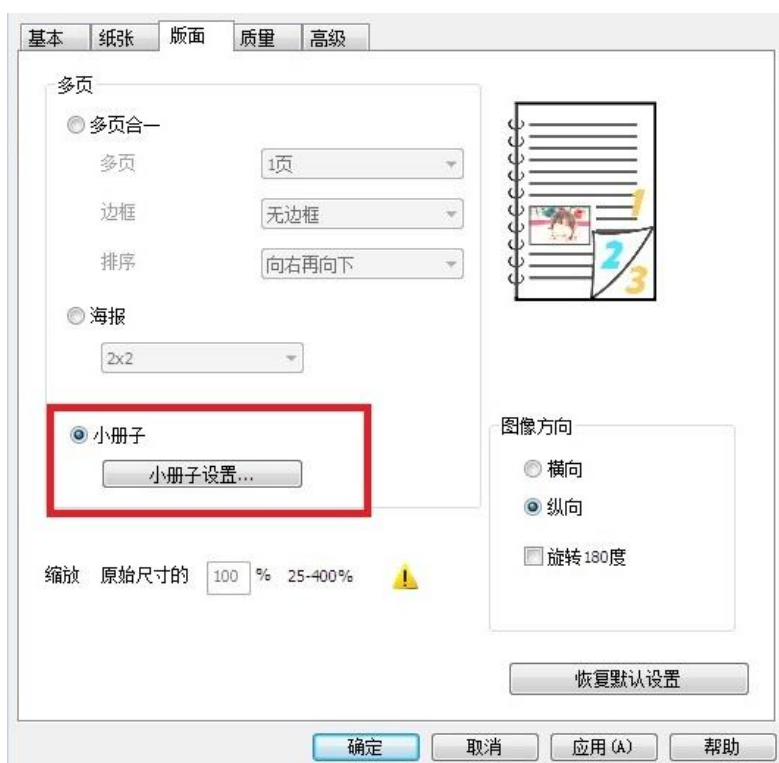 基本 纸张 版面 质量 高级
多页
多页合一
多页 1页
边框 无边框
排序 向右再向下
海报
2x2
小册子
小册子设置...
1
2
3
图像方向
横向
纵向
旋转180度
缩放 原始尺寸的 100 % 25-400%
恢复默认设置
确定 取消 应用(A) 帮助